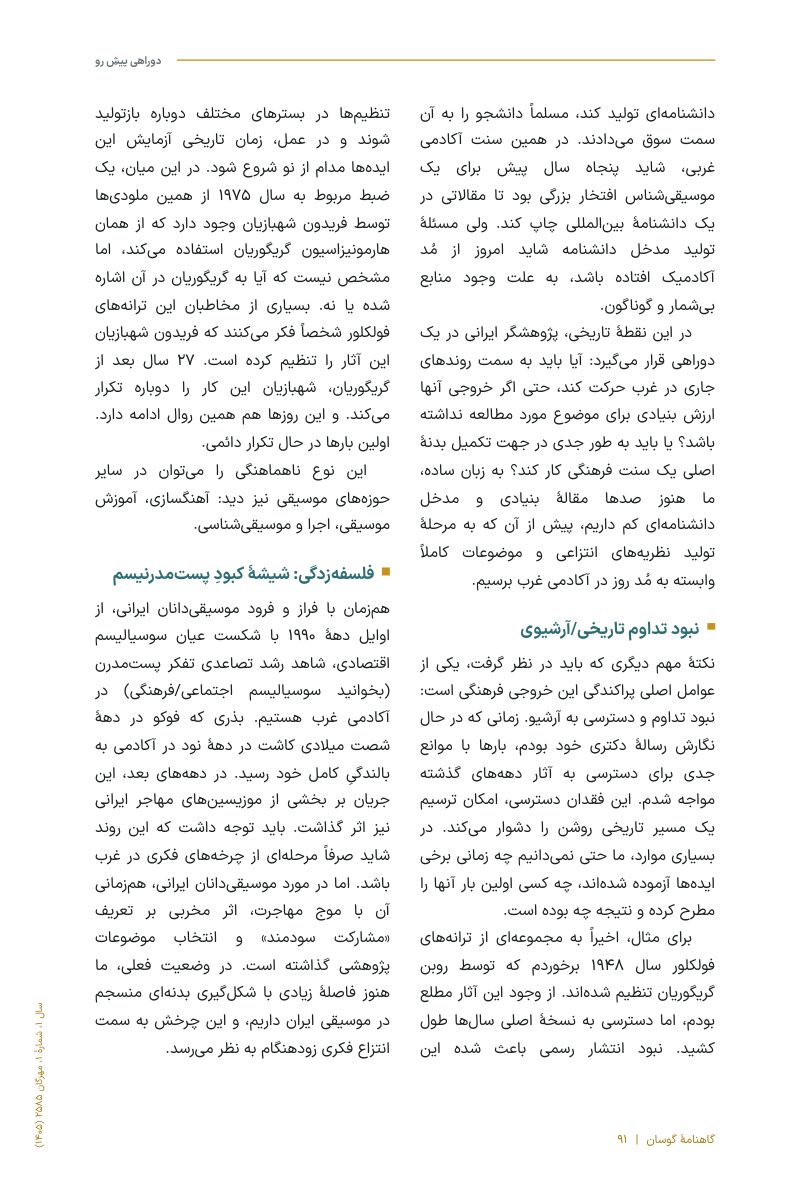 دوراهی پیشِ رو
دانشنامه‌ای تولید کند، مسلماً دانشجو را به آن
سمت سوق می‌دادند. در همین سنت آکادمی
غربی، شاید پنجاه سال پیش برای یک
موسیقی‌شناس افتخار بزرگی بود تا مقالاتی در
یک دانشنامهٔ بین‌المللی چاپ کند. ولی مسئلهٔ
تولید مدخل دانشنامه شاید امروز از مُد
آکادمیک افتاده باشد، به علت وجود منابع
بی‌شمار و گوناگون.
در این نقطهٔ تاریخی، پژوهشگر ایرانی در یک
دوراهی قرار می‌گیرد: آیا باید به سمت روندهای
جاری در غرب حرکت کند، حتی اگر خروجی آنها
ارزش بنیادی برای موضوع مورد مطالعه نداشته
باشد؟ یا باید به طور جدی در جهت تکمیل بدنهٔ
اصلی یک سنت فرهنگی کار کند؟ به زبان ساده،
ما هنوز صدها مقالهٔ بنیادی و مدخل
دانشنامه‌ای کم داریم، پیش از آن که به مرحلهٔ
تولید نظریه‌های انتزاعی و موضوعات کاملاً
وابسته به مُد روز در آکادمی غرب برسیم.
نبود تداوم تاریخی/آرشیوی
نکتهٔ مهم دیگری که باید در نظر گرفت، یکی از
عوامل اصلی پراکندگی این خروجی فرهنگی است:
نبود تداوم و دسترسی به آرشیو. زمانی که در حال
نگارش رسالهٔ دکتری خود بودم، بارها با موانع
جدی برای دسترسی به آثار دهه‌های گذشته
مواجه شدم. این فقدان دسترسی، امکان ترسیم
یک مسیر تاریخی روشن را دشوار می‌کند. در
بسیاری موارد، ما حتی نمی‌دانیم چه زمانی برخی
ایده‌ها آزموده شده‌اند، چه کسی اولین بار آنها را
مطرح کرده و نتیجه چه بوده است.
برای مثال، اخیراً به مجموعه‌ای از ترانه‌های
فولکلور سال ۱۹۴۸ برخوردم که توسط روبن
گریگوریان تنظیم شده‌اند. از وجود این آثار مطلع
بودم، اما دسترسی به نسخهٔ اصلی سال‌ها طول
کشید. نبود انتشار رسمی باعث شده این
تنظیم‌ها در بسترهای مختلف دوباره بازتولید
شوند و در عمل، زمان تاریخی آزمایش این
ایده‌ها مدام از نو شروع شود. در این میان، یک
ضبط مربوط به سال ۱۹۷۵ از همین ملودی‌ها
توسط فریدون شهبازیان وجود دارد که از همان
هارمونیزاسیون گریگوریان استفاده می‌کند، اما
مشخص نیست که آیا به گریگوریان در آن اشاره
شده یا نه. بسیاری از مخاطبان این ترانه‌های
فولکلور شخصاً فکر می‌کنند که فریدون شهبازیان
این آثار را تنظیم کرده است. ۲۷ سال بعد از
گریگوریان، شهبازیان این کار را دوباره تکرار
می‌کند. و این روزها هم همین روال ادامه دارد.
اولین بارها در حال تکرار دائمی.
این نوع ناهماهنگی را می‌توان در سایر
حوزه‌های موسیقی نیز دید: آهنگسازی، آموزش
موسیقی، اجرا و موسیقی‌شناسی.
فلسفه‌زدگی: شیشهٔ کبودِ پست‌مدرنیسم
هم‌زمان با فراز و فرود موسیقی‌دانان ایرانی، از
اوایل دههٔ ۱۹۹۰ با شکست عیان سوسیالیسم
اقتصادی، شاهد رشد تصاعدی تفکر پست‌مدرن
(بخوانید سوسیالیسم اجتماعی/فرهنگی) در
آکادمی غرب هستیم. بذری که فوکو در دههٔ
شصت میلادی کاشت در دههٔ نود در آکادمی به
بالندگیِ کامل خود رسید. در دهه‌های بعد، این
جریان بر بخشی از موزیسین‌های مهاجر ایرانی
نیز اثر گذاشت. باید توجه داشت که این روند
شاید صرفاً مرحله‌ای از چرخه‌های فکری در غرب
باشد. اما در مورد موسیقی‌دانان ایرانی، هم‌زمانی
آن با موج مهاجرت، اثر مخربی بر تعریف
«مشارکت سودمند» و انتخاب موضوعات
پژوهشی گذاشته است. در وضعیت فعلی، ما
هنوز فاصلهٔ زیادی با شکل‌گیری بدنه‌ای منسجم
در موسیقی ایران داریم، و این چرخش به سمت
انتزاع فکری زودهنگام به نظر می‌رسد.
سال ۱، شمارهٔ ۱، مهرگان ۲۵۸۵ (۱۴۰۵)
گاهنامهٔ گوسان | ۹۱